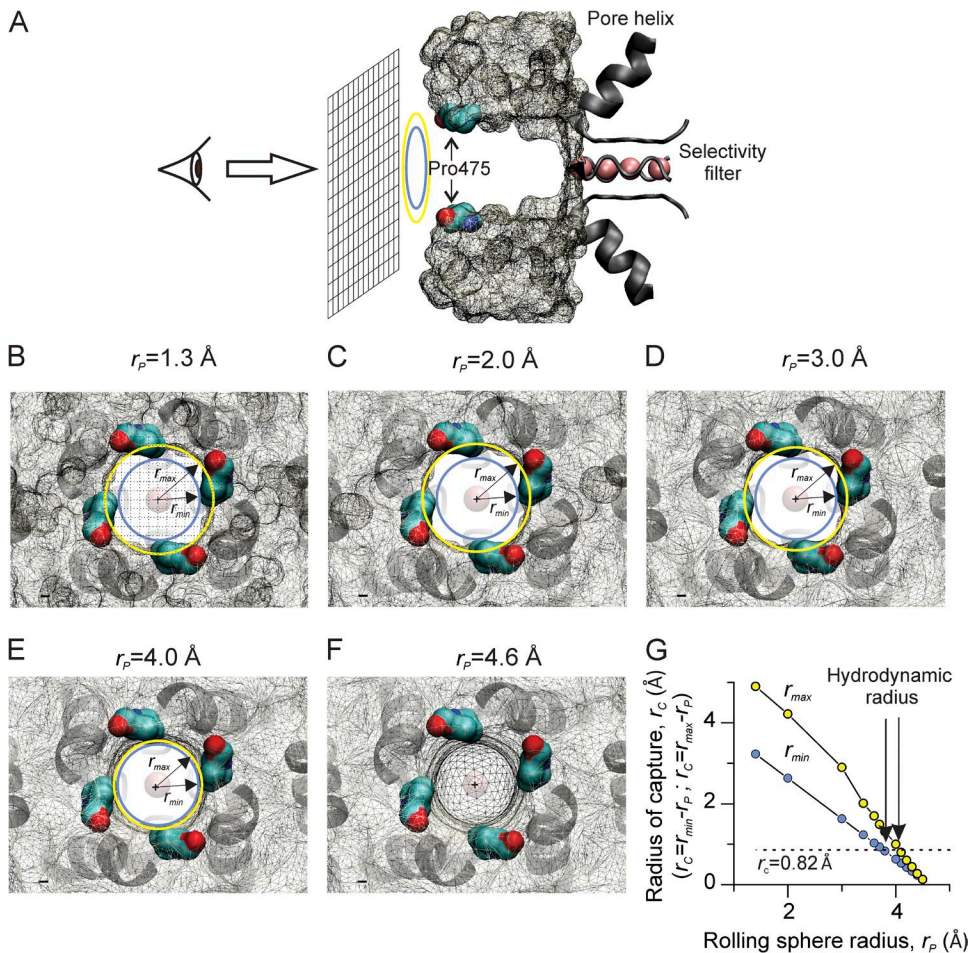 A
Pore helix
Pro475
Selectivity
filter
B
rP=1.3 Å
C
rP=2.0 Å
D
rP=3.0 Å
rmax
rmin
rmax
rmin
rmax
rmin
E
rP=4.0 Å
F
rP=4.6 Å
G
rmax
rmin
Radius of capture, rC (Å)
(rC=rmin-rP ; rC=rmax-rP)
Hydrodynamic
radius
rmax
rmin
4
2
0
rC=0.82 Å
2
4
Rolling sphere radius, rP (Å)